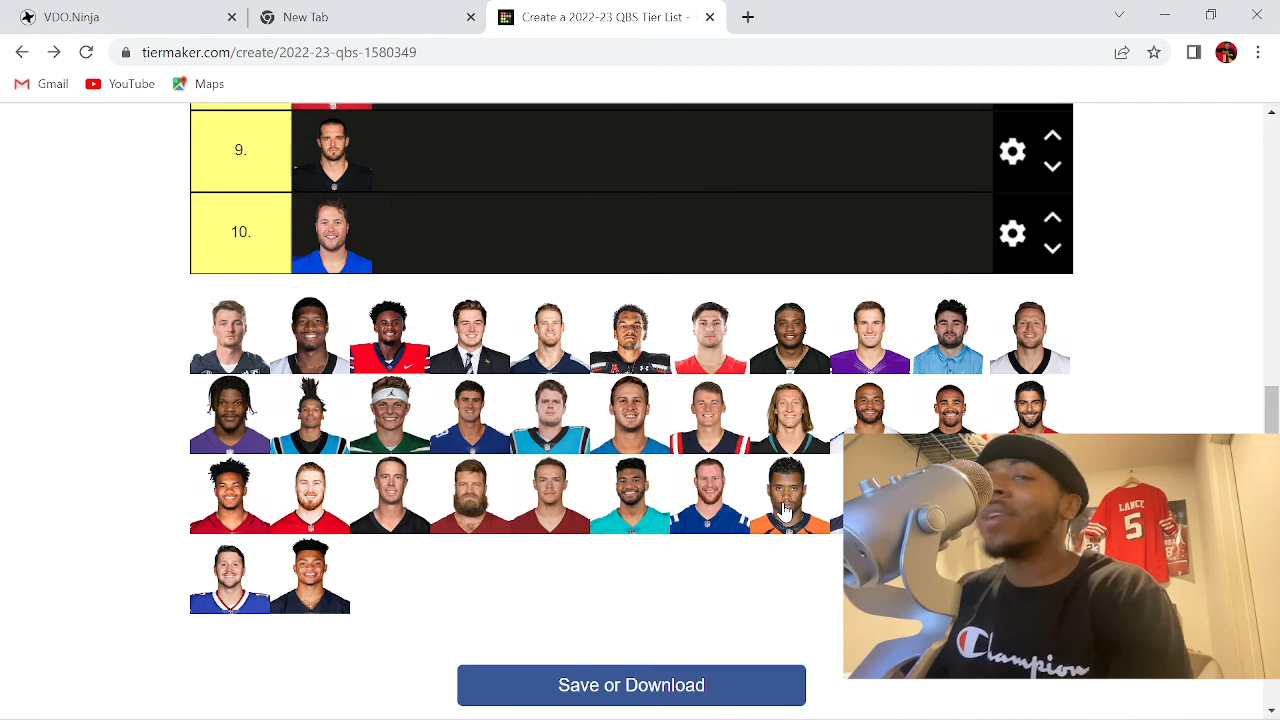 VDO.Ninja
New Tab
Create a 2022-23 QBS Tier List -
tiermaker.com/create/2022-23-qbs-1580349
Gmail
YouTube
Maps
9.
10.
LANCE
5
Champion
Save or Download